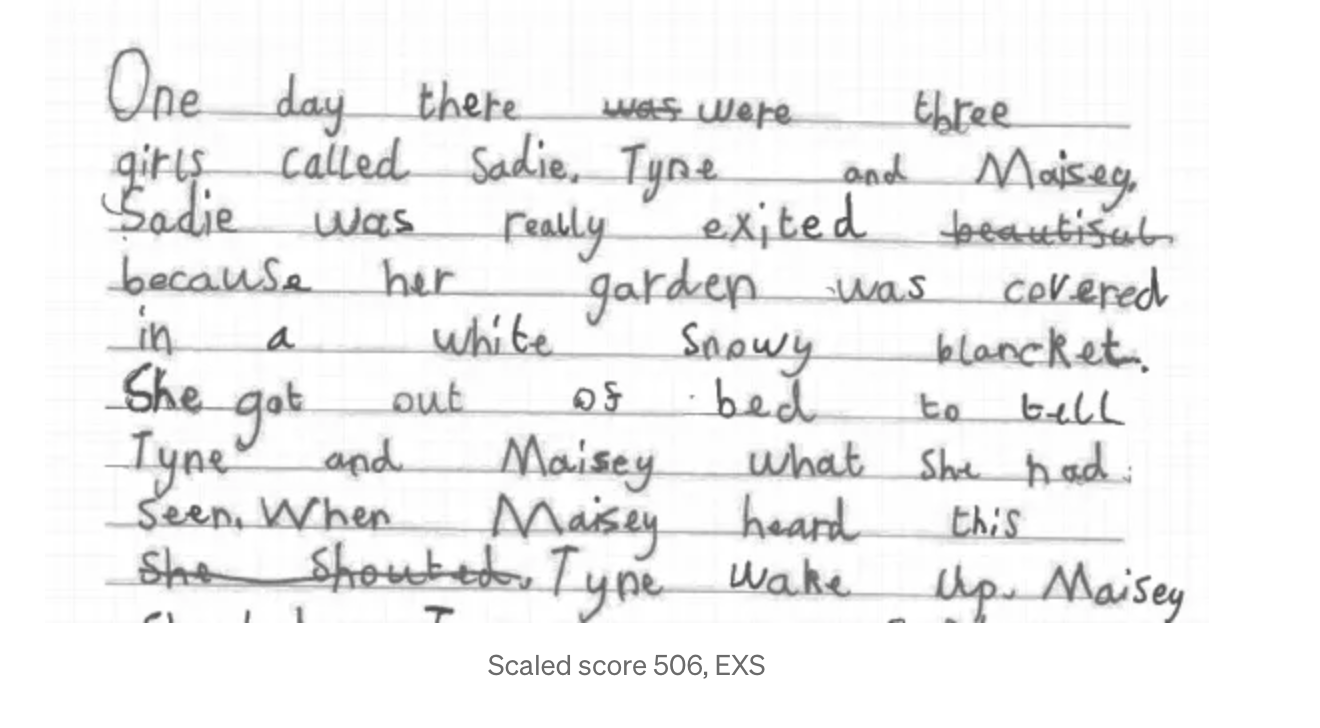 One day there was were three
girls called Sadie. Tyne and Maisey.
Sadie was really exited beautiful
because her garden was covered
in a white Snowy blancket.
She got out of bed to tell
Tyne and Maisey what she had
seen. When Maisey heard this
She Shouted. Tyne wake up. Maisey
Scaled score 506, EXS